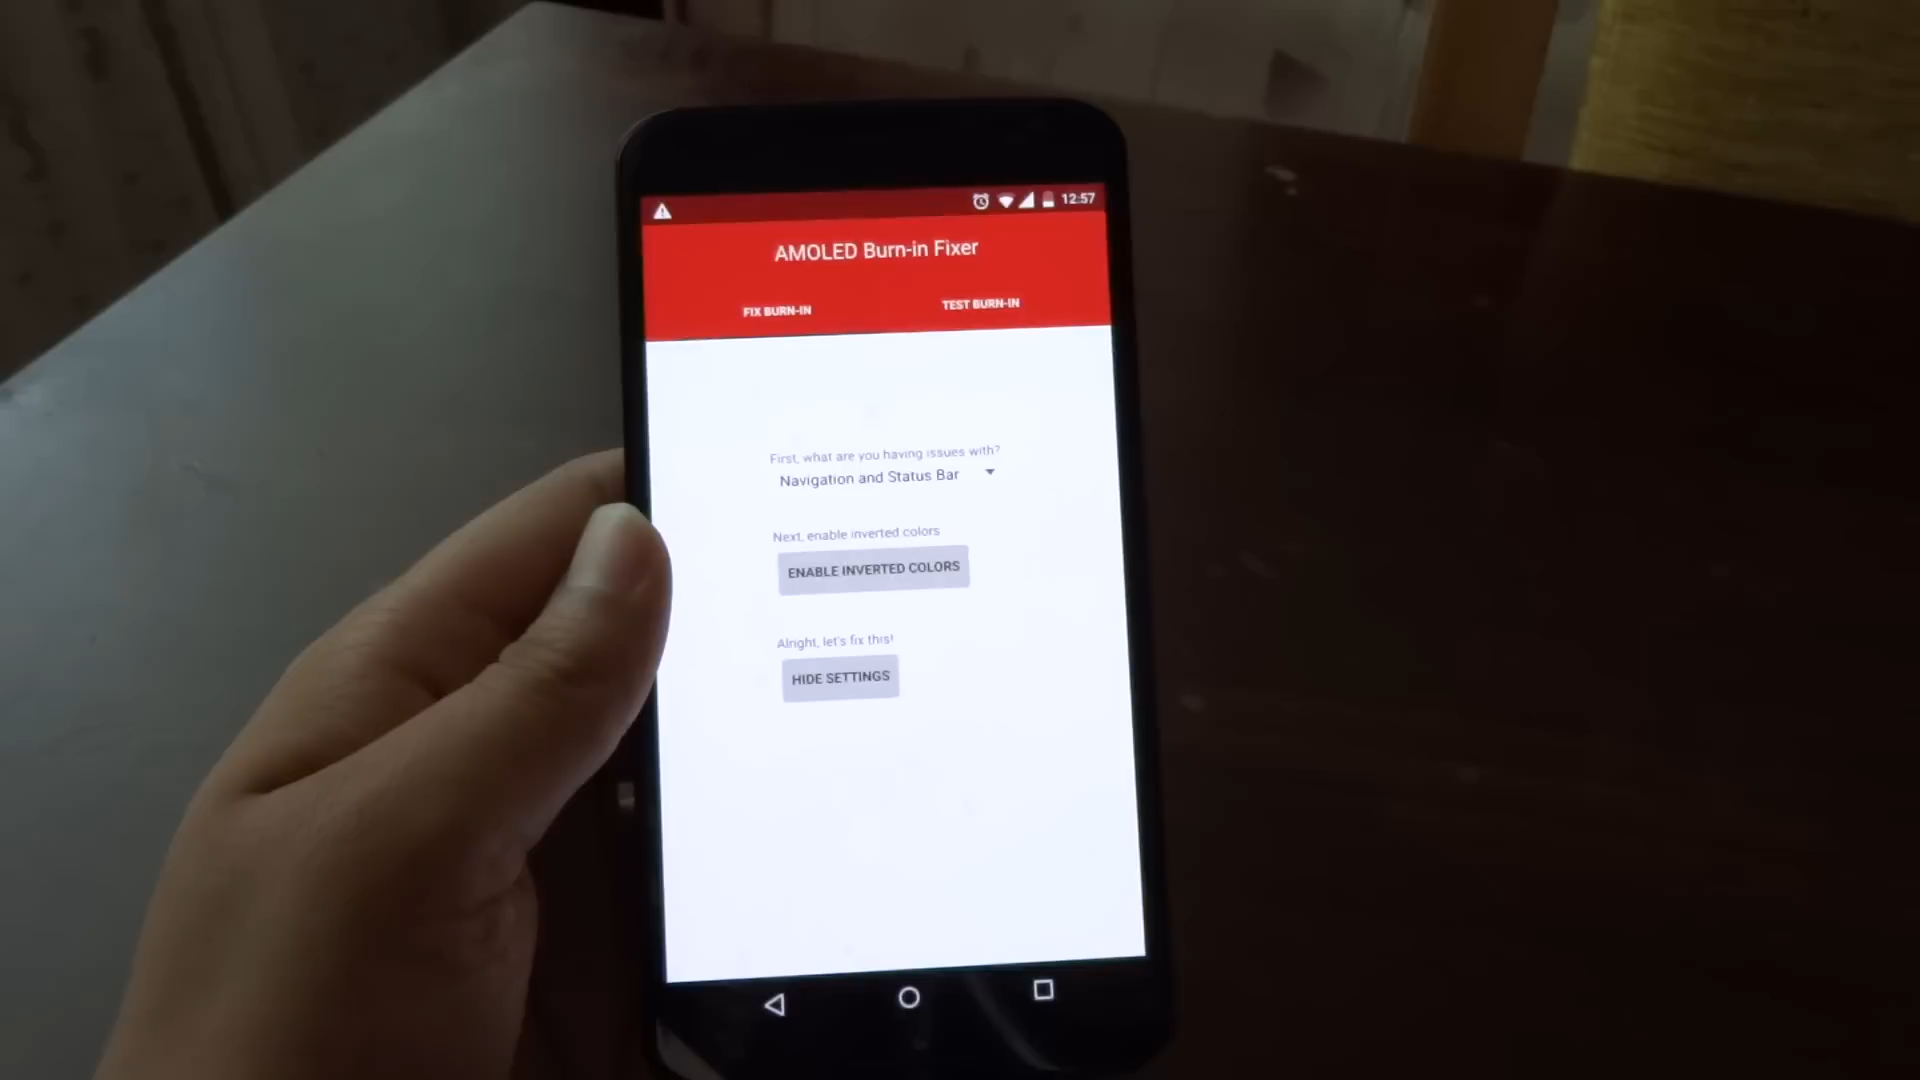 12:57
AMOLED Burn-in Fixer
FIX BURN-IN TEST BURN-IN
First, what are you having issues with?
Navigation and Status Bar
Next, enable inverted colors
ENABLE INVERTED COLORS
Alright, let's fix this!
HIDE SETTINGS